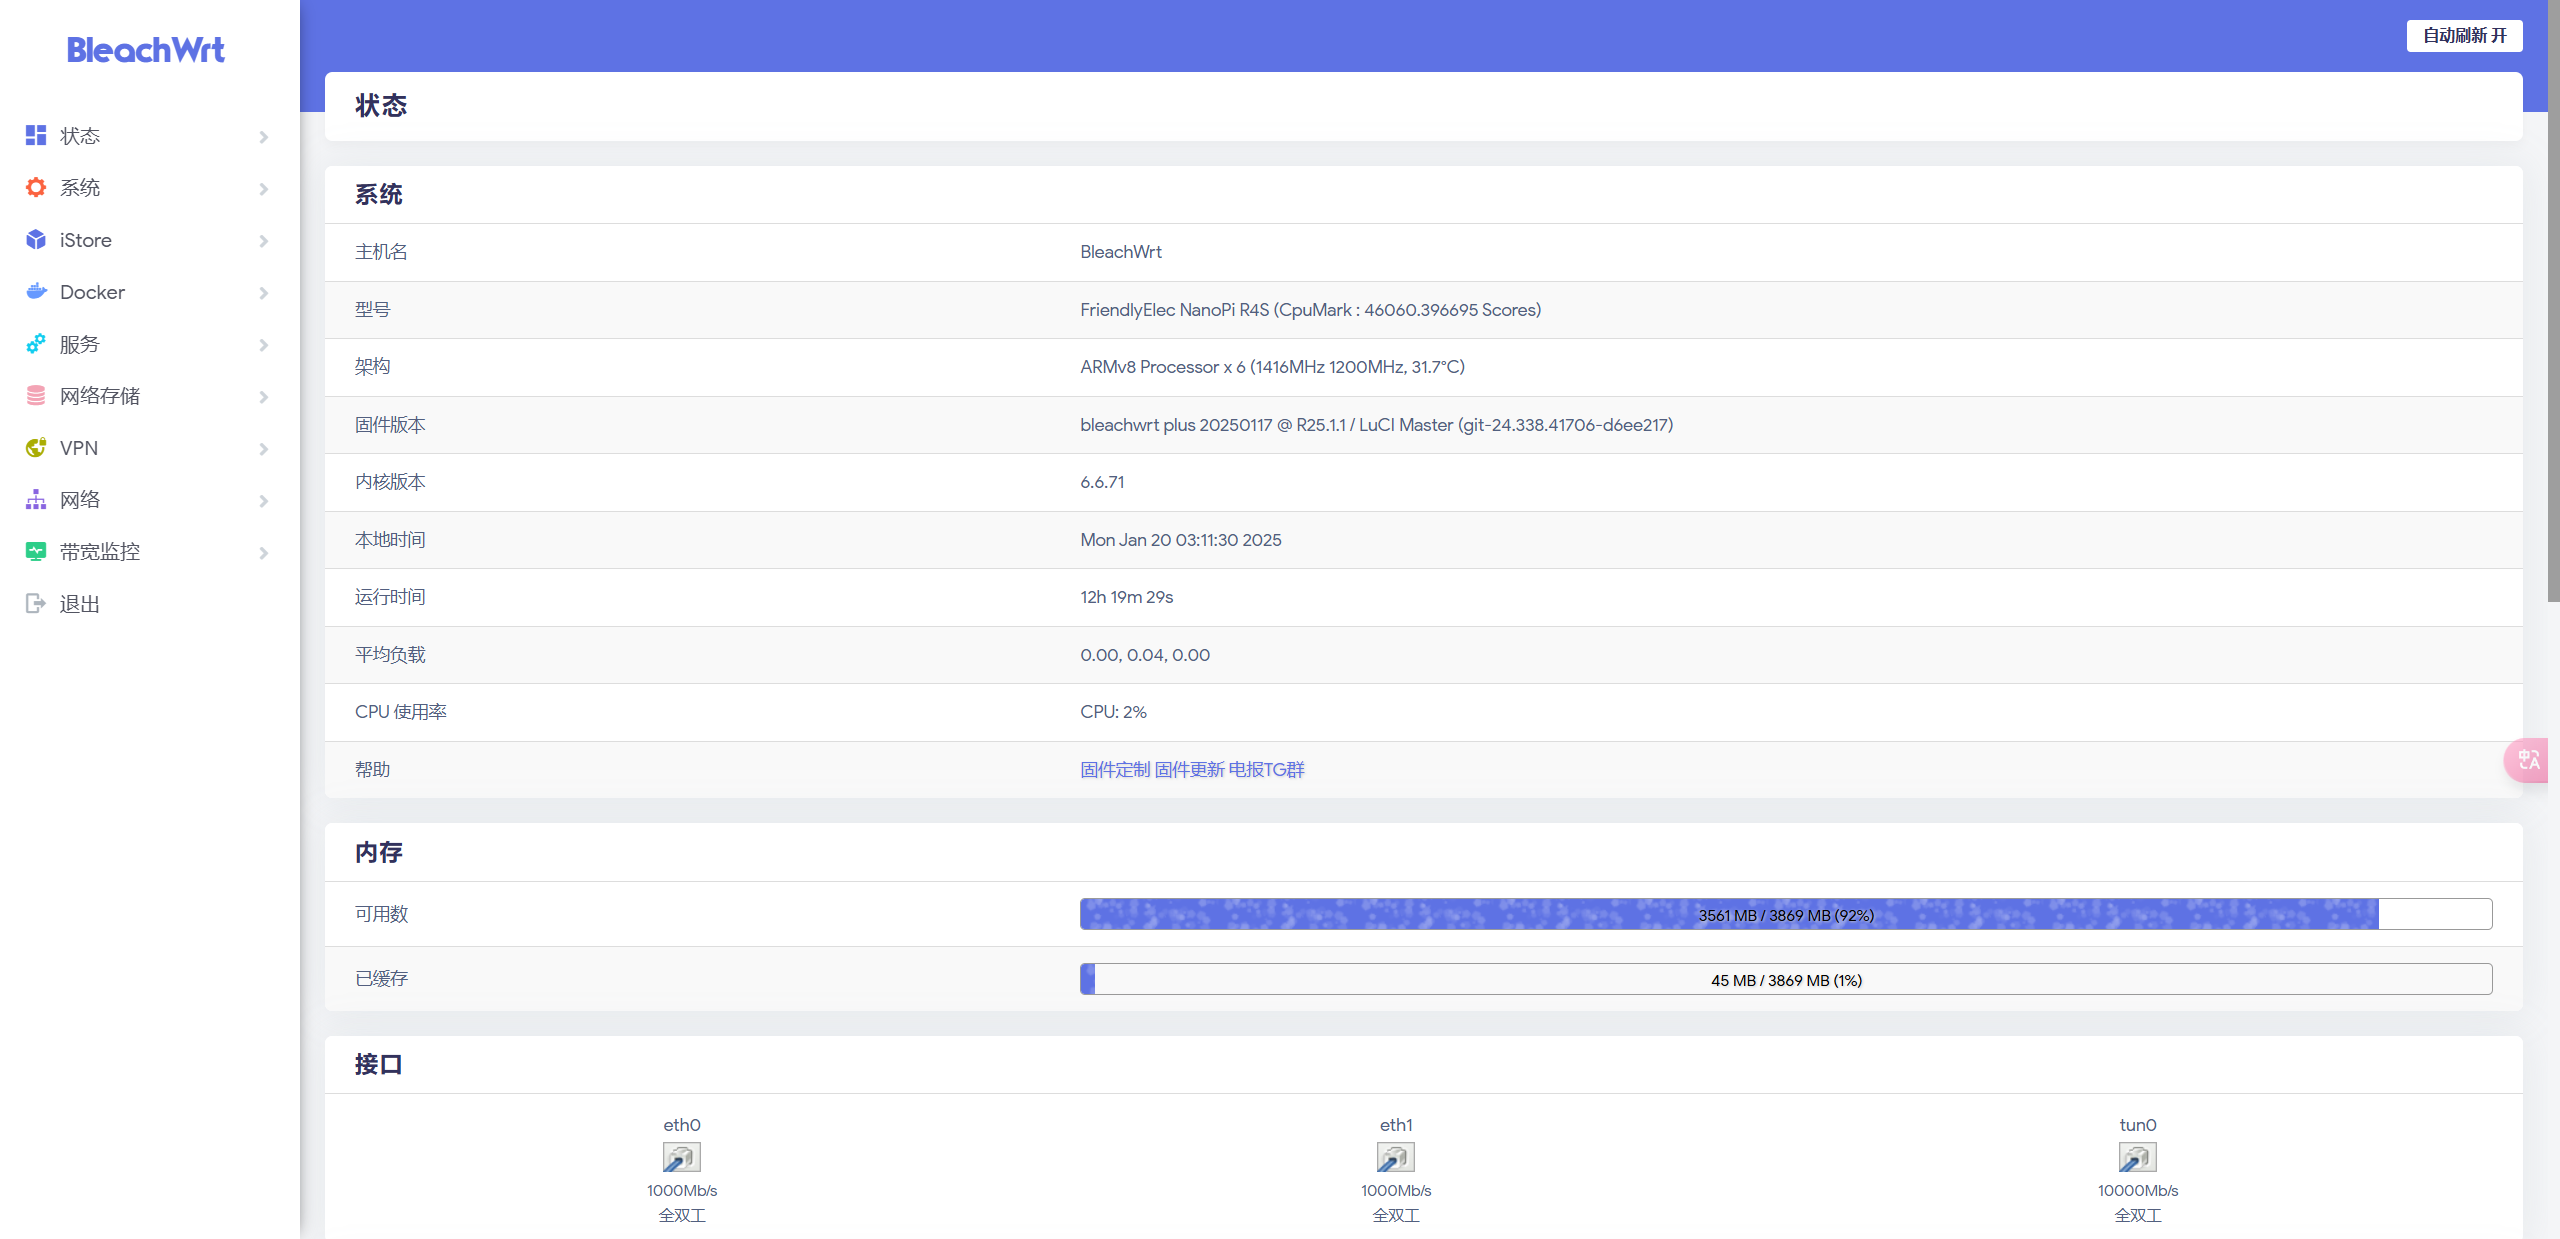 BleachWrt
自动刷新 开
状态
系统
iStore
Docker
服务
网络存储
VPN
网络
带宽监控
退出
状态
系统
主机名 BleachWrt
型号 FriendlyElec NanoPi R4S (CpuMark : 46060.396695 Scores)
架构 ARMv8 Processor x 6 (1416MHz 1200MHz, 31.7°C)
固件版本 bleachwrt plus 20250117 @ R25.1.1 / LuCI Master (git-24.338.41706-d6ee217)
内核版本 6.6.71
本地时间 Mon Jan 20 03:11:30 2025
运行时间 12h 19m 29s
平均负载 0.00, 0.04, 0.00
CPU 使用率 CPU: 2%
帮助 固件定制 固件更新 电报TG群
内存
可用数 3561 MB / 3869 MB (92%)
已缓存 45 MB / 3869 MB (1%)
接口
eth0 eth1 tun0
1000Mb/s 1000Mb/s 10000Mb/s
全双工 全双工 全双工
中 A